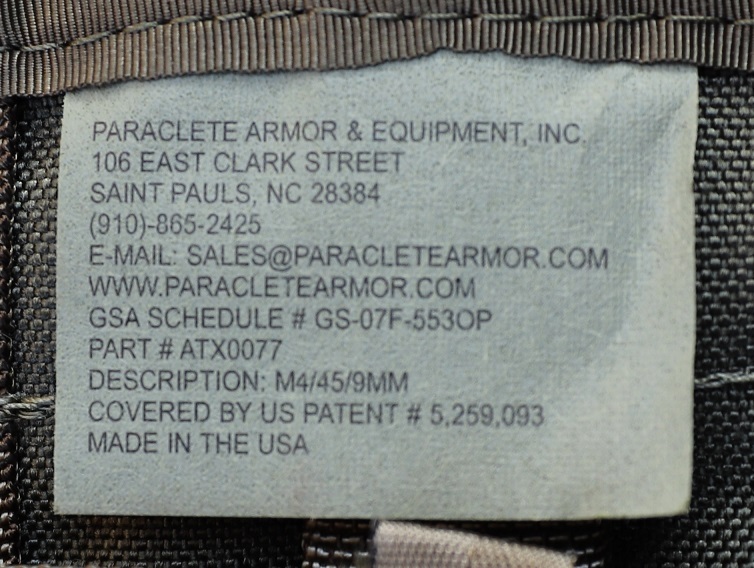 PARACLETE ARMOR & EQUIPMENT, INC.
106 EAST CLARK STREET
SAINT PAULS, NC 28384
(910)-865-2425
E-MAIL: SALES@PARACLETEARMOR.COM
WWW.PARACLETEARMOR.COM
GSA SCHEDULE # GS-07F-553OP
PART # ATX0077
DESCRIPTION: M4/45/9MM
COVERED BY US PATENT # 5,259,093
MADE IN THE USA